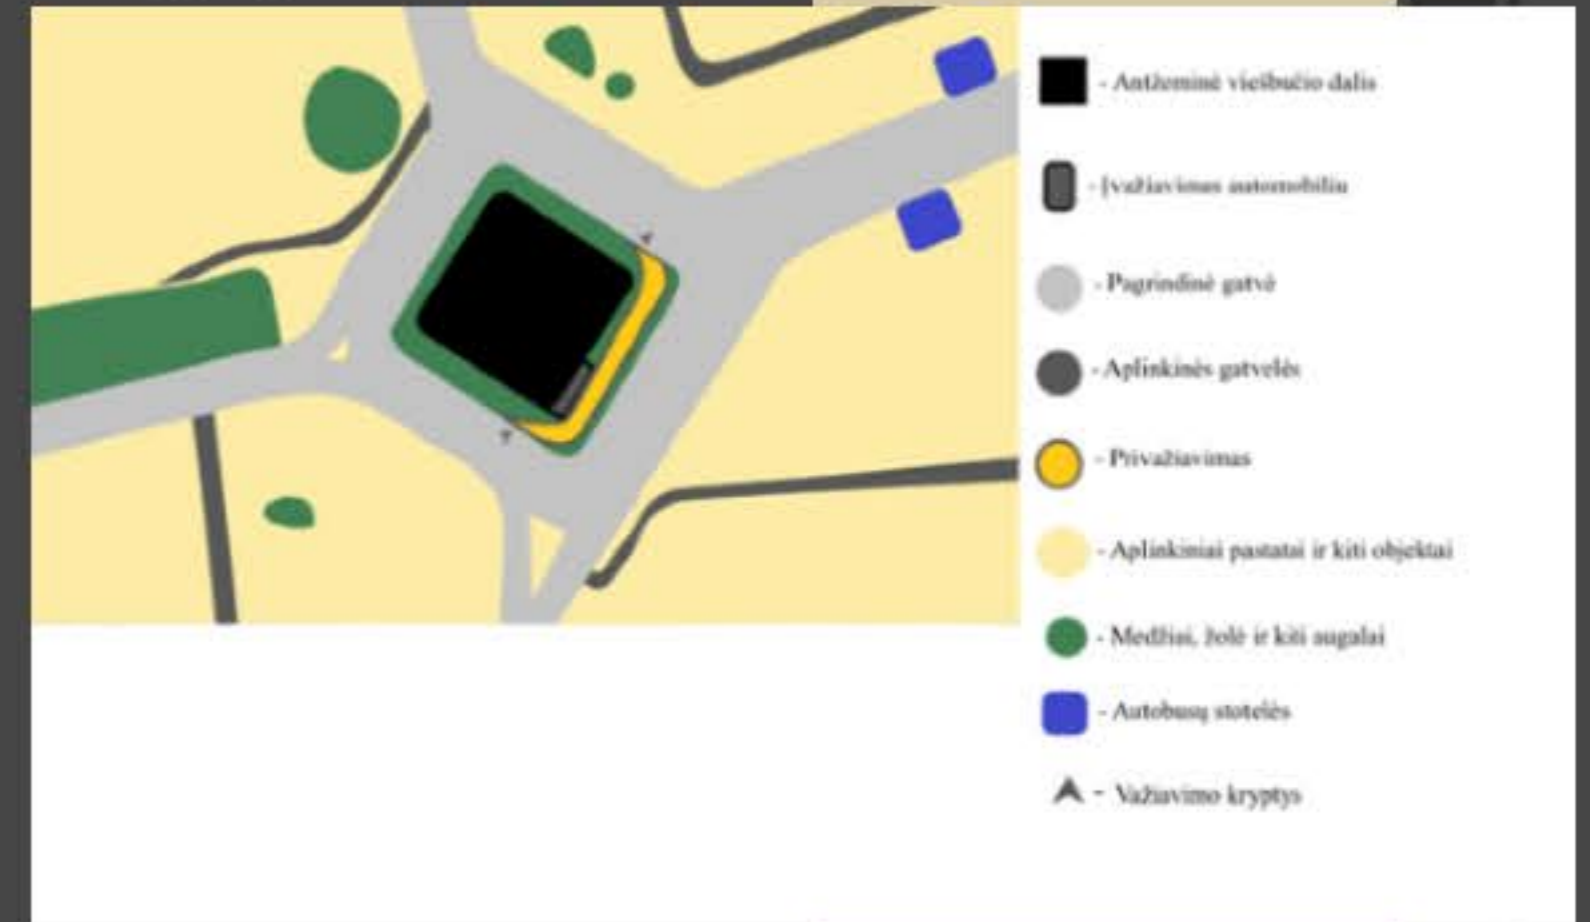 - Antžeminė viešbučio dalis
- Įvažiavimas automobiliu
- Pagrindinė gatvė
- Aplinkinės gatvelės
- Privažiavimas
- Aplinkiniai pastatai ir kiti objektai
- Medžiai, žolė ir kiti augalai
- Autobusų stotelės
- Važiavimo kryptys